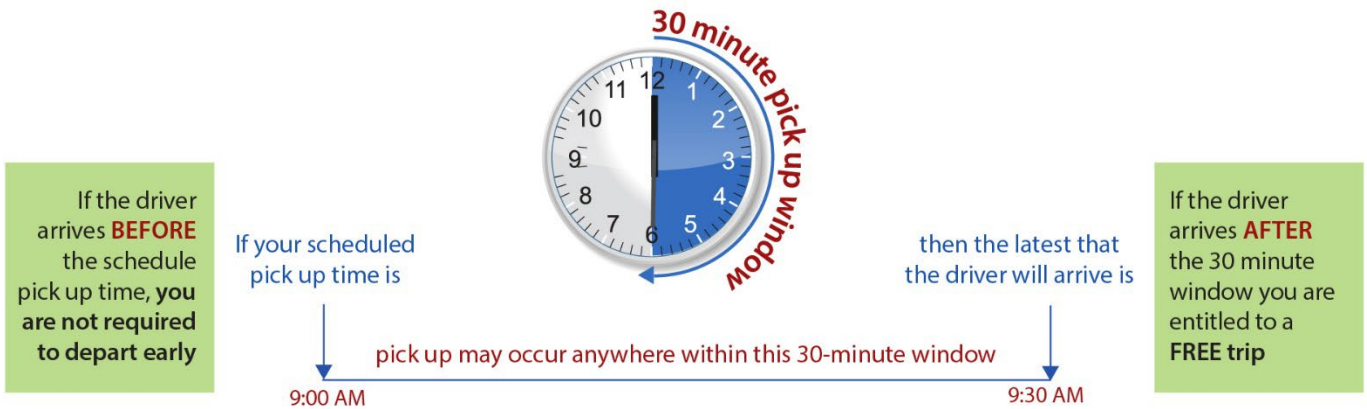 30 minute pick up window
12
1
2
3
4
5
6
7
8
9
10
11
If the driver
arrives BEFORE
the schedule
pick up time, you
are not required
to depart early
If your scheduled
pick up time is
then the latest that
the driver will arrive is
If the driver
arrives AFTER
the 30 minute
window you are
entitled to a
FREE trip
pick up may occur anywhere within this 30-minute window
9:00 AM
9:30 AM